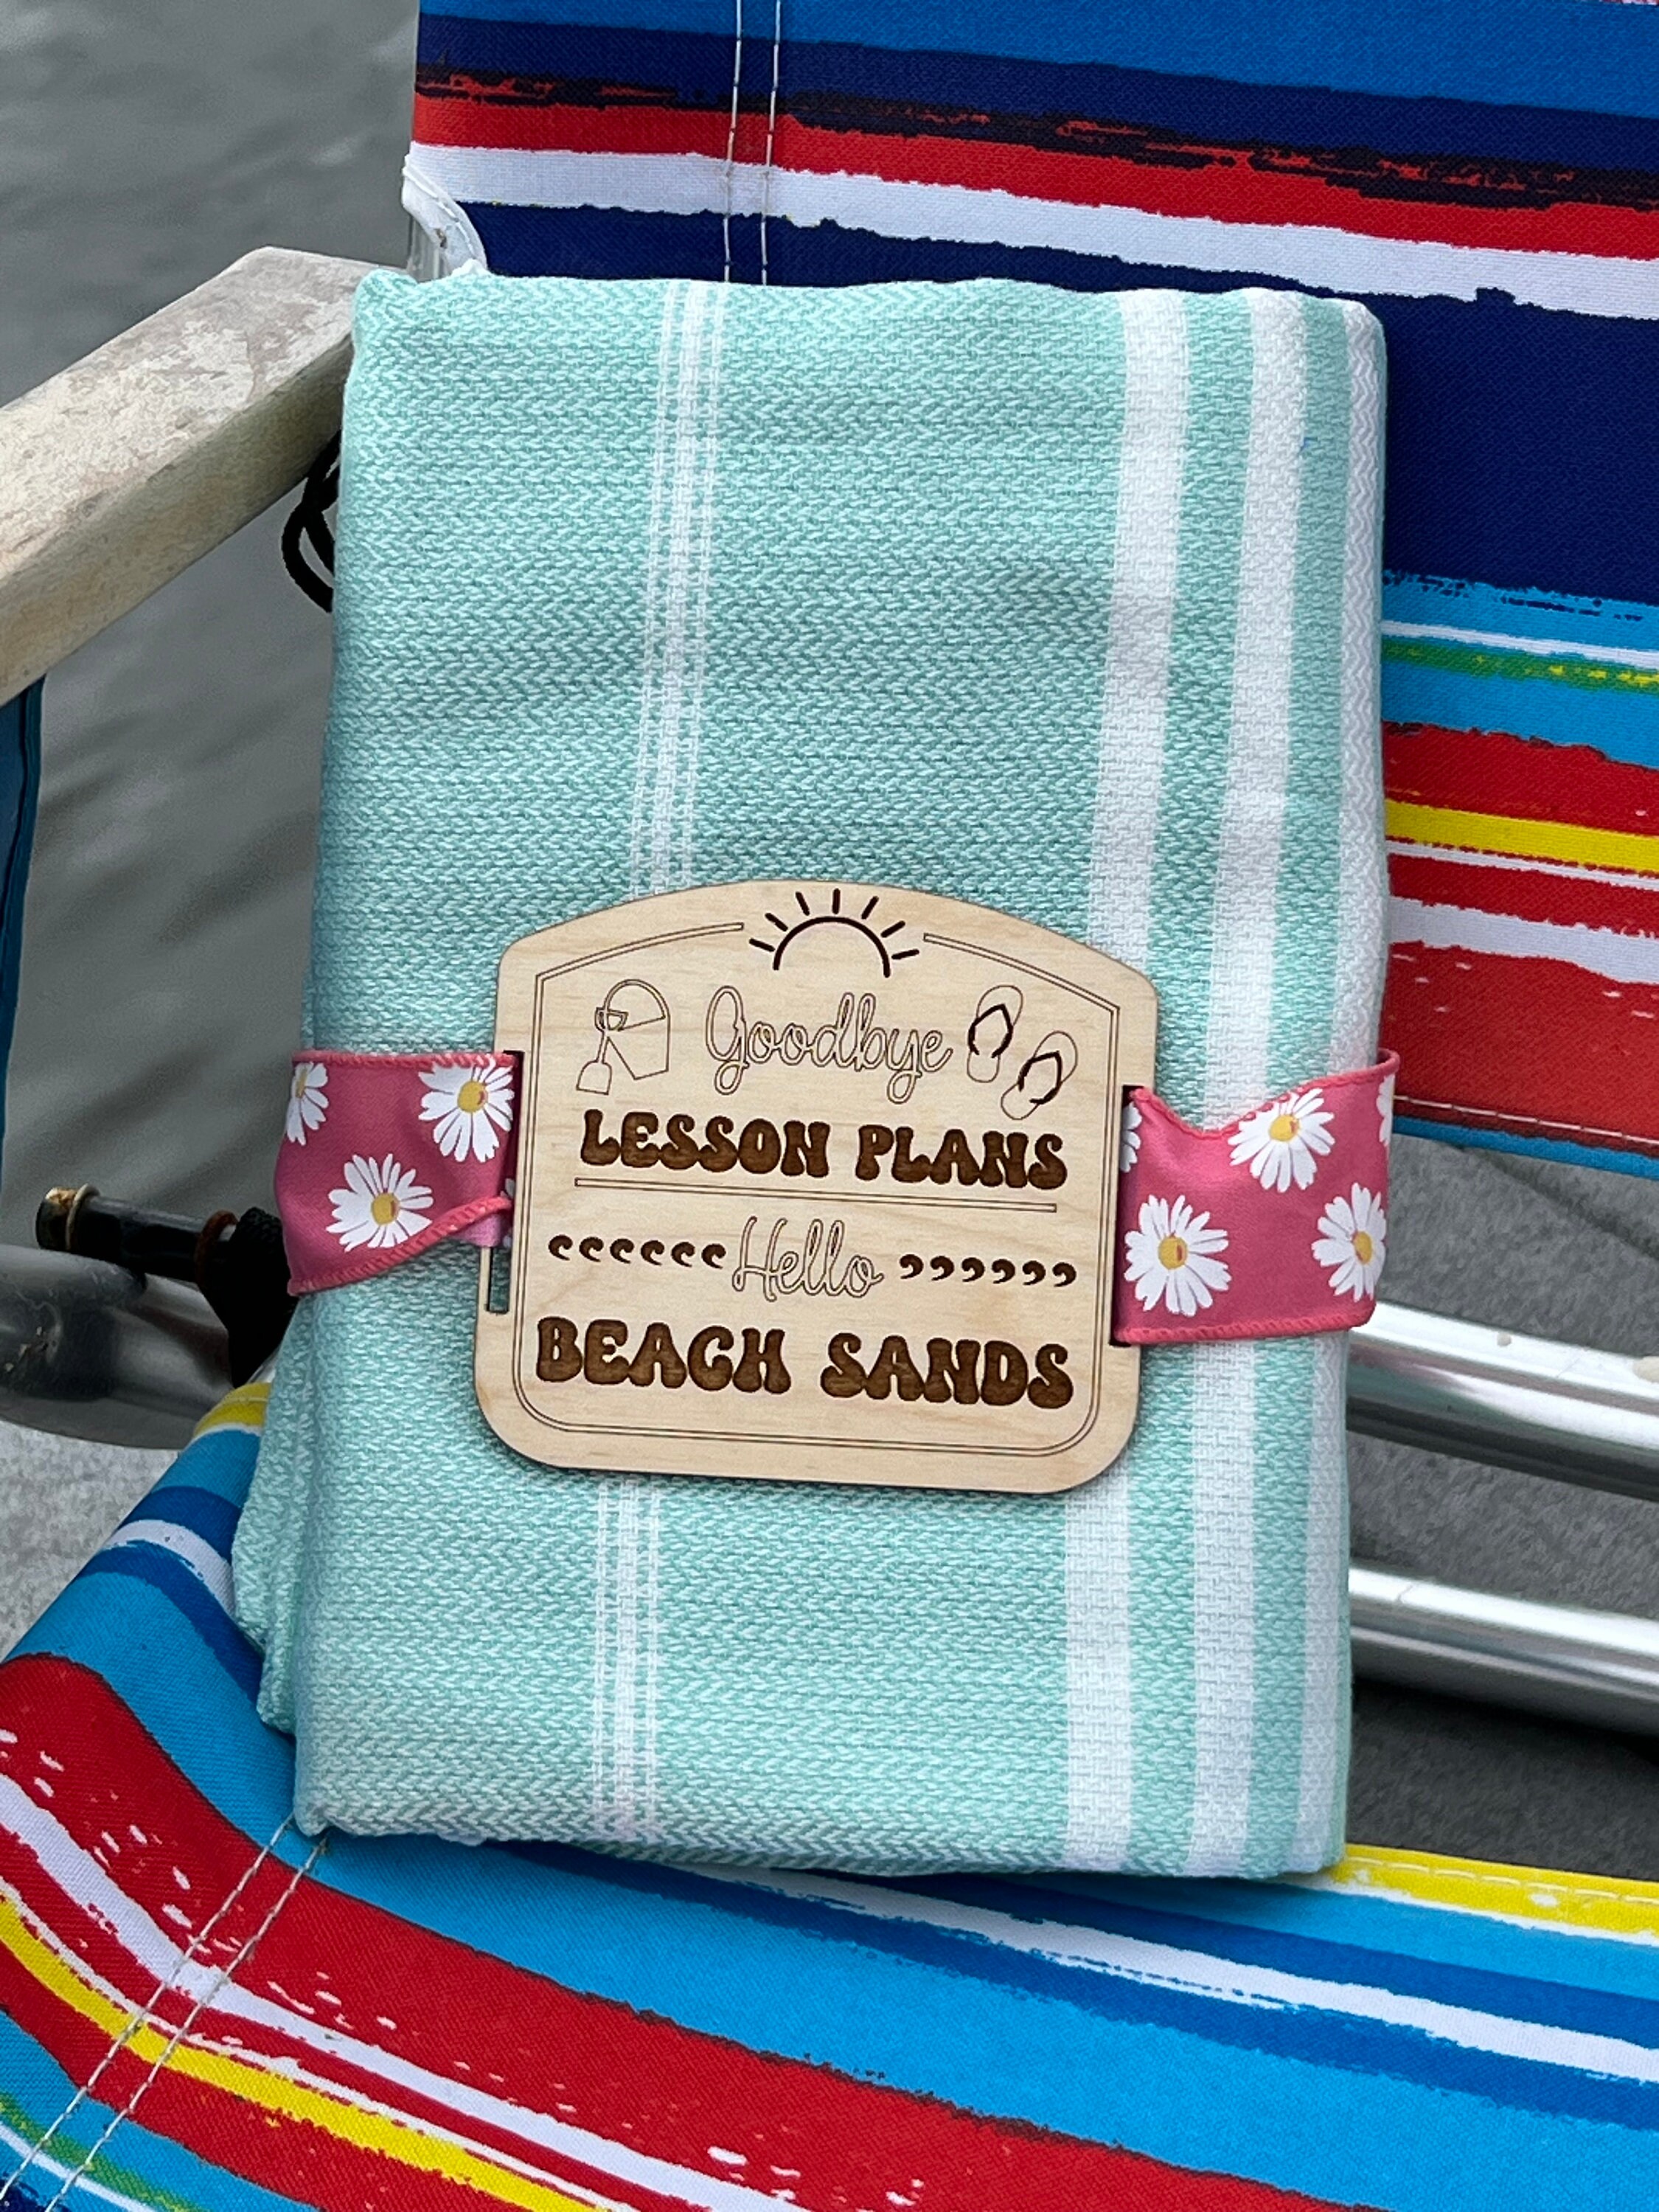 Goodbye
LESSON PLANS
Hello
BEACH SANDS